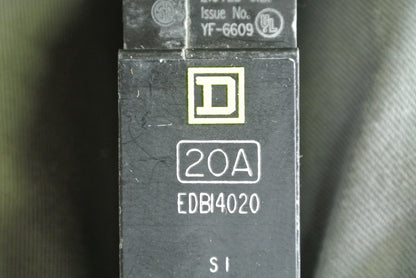 Issue No.
YF-6609
D
20A
EDB14020
S1